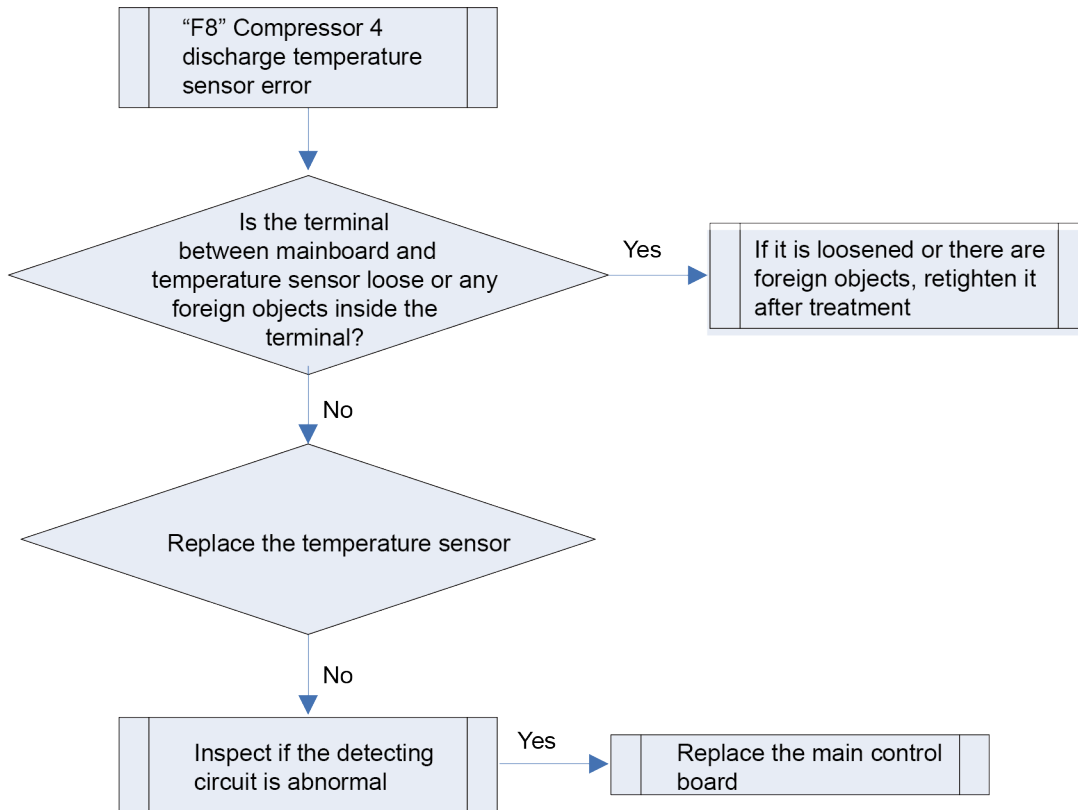 “F8” Compressor 4
discharge temperature
sensor error
Is the terminal
between mainboard and
temperature sensor loose or any
foreign objects inside the
terminal?
Yes
If it is loosened or there are
foreign objects, retighten it
after treatment
No
Replace the temperature sensor
No
Inspect if the detecting
circuit is abnormal
Yes
Replace the main control
board